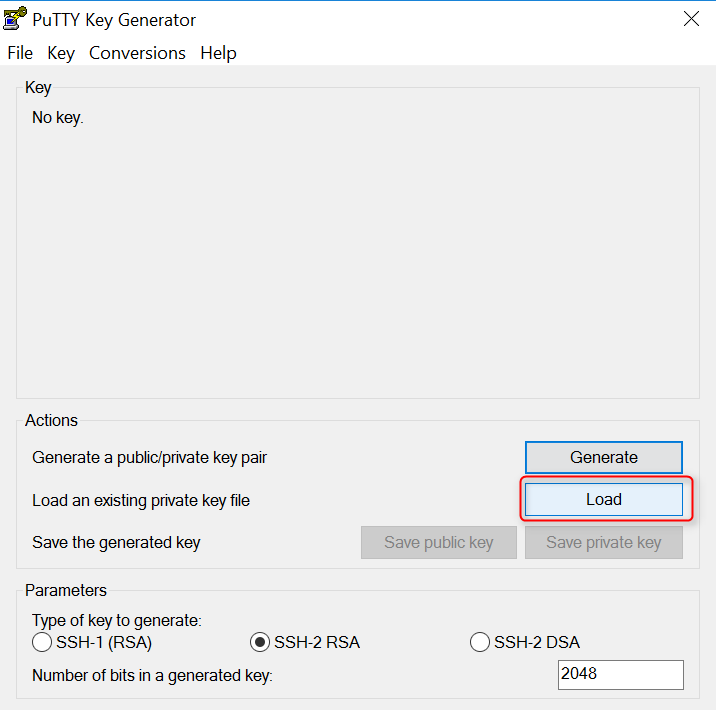 PuTTY Key Generator
File Key Conversions Help
Key
No key.
Actions
Generate a public/private key pair Generate
Load an existing private key file Load
Save the generated key Save public key Save private key
Parameters
Type of key to generate:
SSH-1 (RSA) SSH-2 RSA SSH-2 DSA
Number of bits in a generated key: 2048